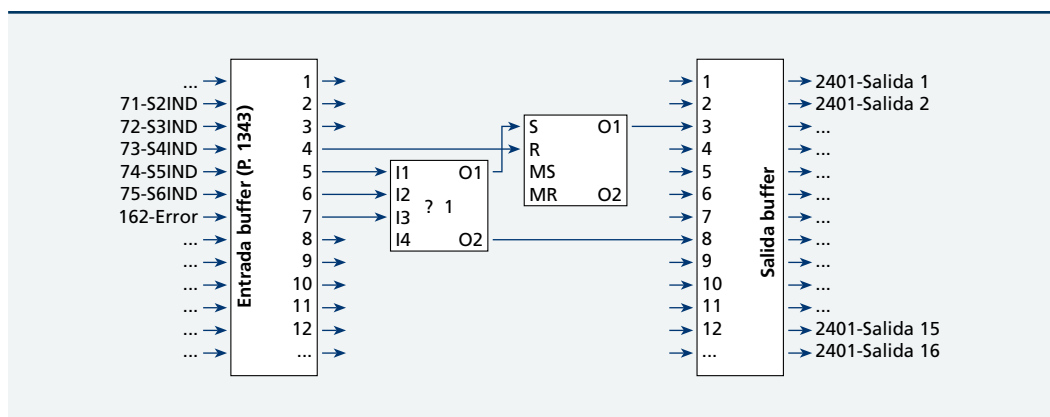 ... 1 1 2401-Salida 1
71-S2IND 2 2 2401-Salida 2
72-S3IND 3 S O1 3 ...
73-S4IND 4 R 4 ...
74-S5IND 5 I1 O1 MS 5 ...
75-S6IND 6 I2 MR O2 6 ...
162-Error 7 I3 ? 1 7 ...
... 8 I4 O2 8 ...
... 9 9 ...
... 10 10 ...
... 11 11 ...
... 12 12 2401-Salida 15
... ... ... 2401-Salida 16
Entrada buffer (P. 1343)
Salida buffer